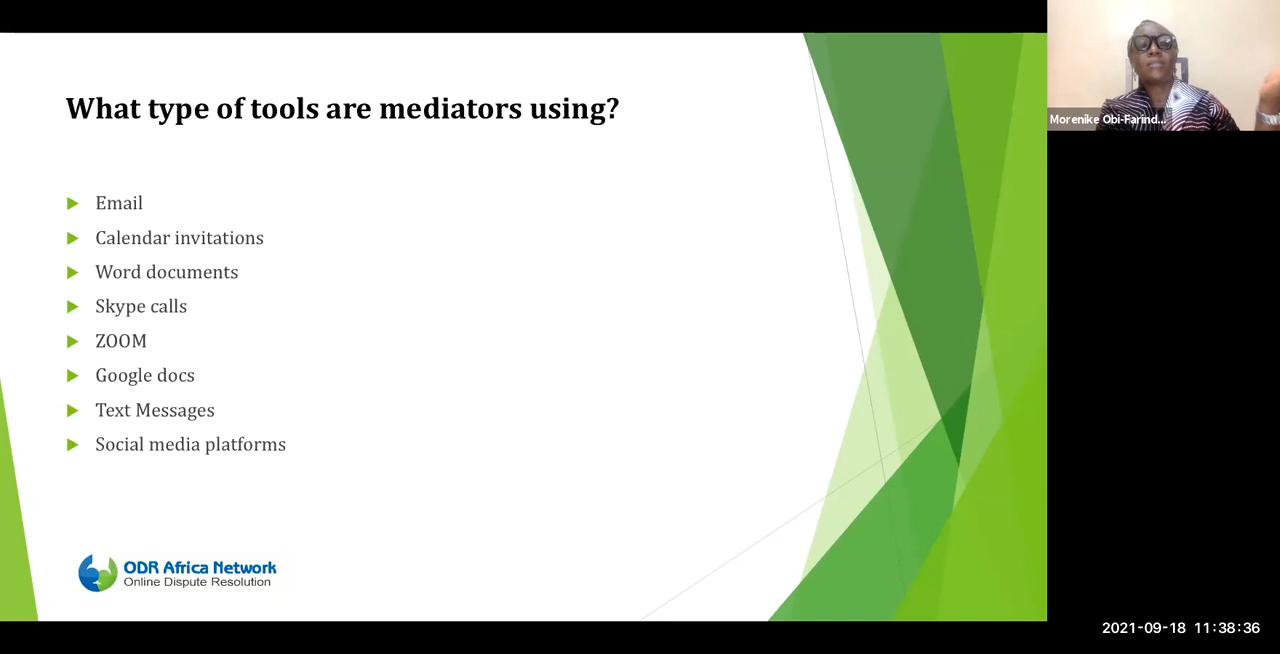 What type of tools are mediators using?
Email
Calendar invitations
Word documents
Skype calls
ZOOM
Google docs
Text Messages
Social media platforms
ODR Africa Network
Online Dispute Resolution
Morenike Obi-Farind...
2021-09-18 11:38:36